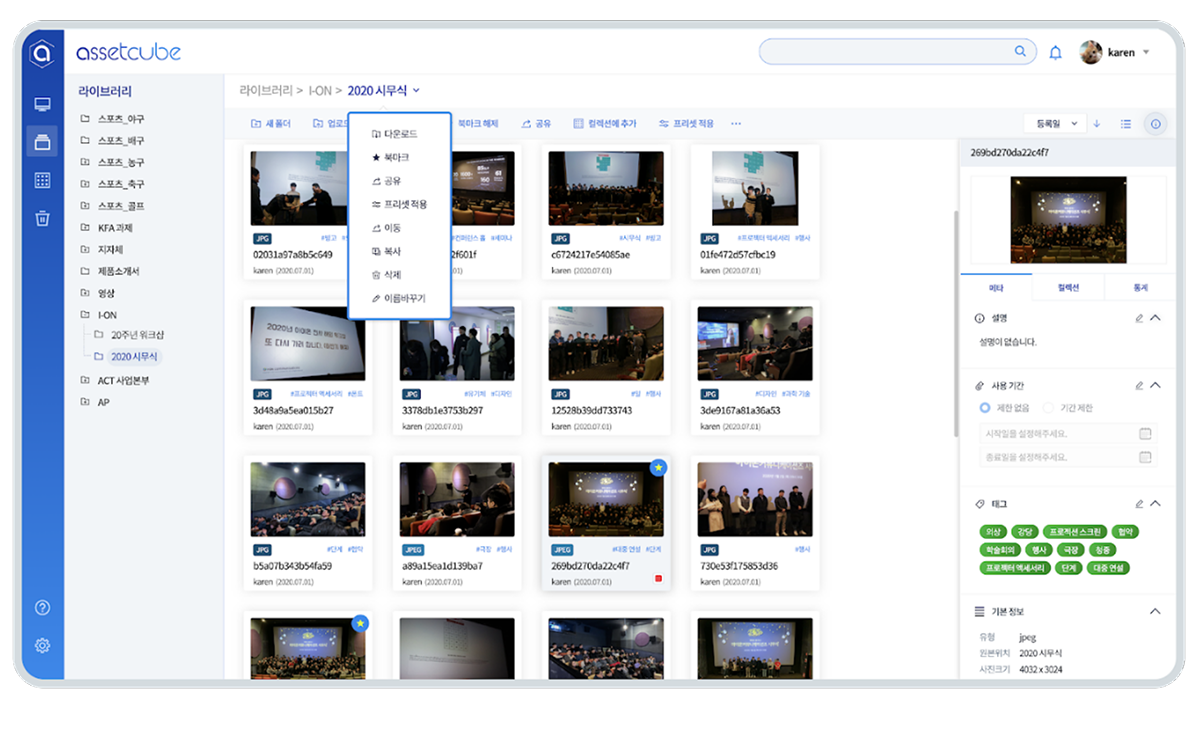 assetcube
karen
라이브러리
스포츠_야구
스포츠_배구
스포츠_농구
스포츠_축구
스포츠_골프
KFA 과제
지자체
제품소개서
영상
I-ON
20주년 워크샵
2020 시무식
ACT 사업본부
AP
라이브러리 > I-ON > 2020 시무식
새 폴더
업로
북마크 해제
공유
컬렉션에 추가
프리셋 적용
등록일
다운로드
북마크
공유
프리셋 적용
이동
복사
삭제
이름바꾸기
JPG #방고
02031a97a8b5c649
karen (2020.07.01)
#컨퍼런스 홀 #세미나
2f601f
01)
JPG #시무식 #방고
c6724217e54085ae
karen (2020.07.01)
JPG #프로젝터 액세서리 #행사
01fe472d57cfbc19
karen (2020.07.01)
2020년 아이온
또 다시
JPG #프로젝터 액세서리 #폰트
3d48a9a5ea015b27
karen (2020.07.01)
JPG #유기체 #디자인
3378db1e3753b297
karen (2020.07.01)
JPG #땅 #행사
12528b39dd733743
karen (2020.07.01)
JPG #디자인 #과학 기술
3de9167a81a36a53
karen (2020.07.01)
JPG #단계 #협약
b5a07b343b54fa59
karen (2020.07.01)
JPEG #극장 #행사
a89a15ea1d139ba7
karen (2020.07.01)
JPEG #대중 연설 #단계
269bd270da22c4f7
karen (2020.07.01)
JPG #행사
730e53f175853d36
karen (2020.07.01)
269bd270da22c4f7
메타
컬렉션
통계
설명
설명이 없습니다.
사용 기간
제한 없음
기간 제한
시작일을 설정해주세요.
종료일을 설정해주세요.
태그
의상 강당 프로젝션 스크린 협약
학술회의 행사 극장 청중
프로젝터 액세서리 단계 대중 연설
기본 정보
유형 jpeg
원본위치 2020 시무식
사진크기 4032 x 3024